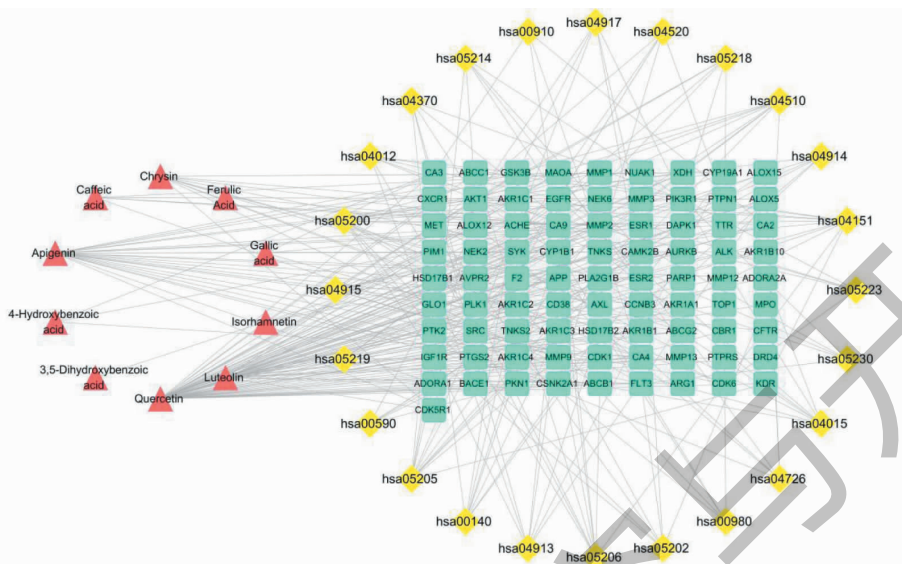 hsa04917
hsa00910
hsa04520
hsa05214
hsa05218
hsa04370
hsa04510
hsa04012
hsa04914
hsa05200
hsa04151
hsa04915
hsa05223
hsa05219
hsa05230
hsa00590
hsa04015
hsa05205
hsa04726
hsa00140
hsa00980
hsa04913
hsa05206
hsa05202
Chrysin
Caffeic
acid
Ferulic
Acid
Apigenin
Gallic
acid
4-Hydroxybenzoic
acid
Isorhamnetin
3,5-Dihydroxybenzoic
acid
Luteolin
Quercetin
CA3 ABCC1 GSK3B MAOA MMP1 NUAK1 XDH CYP19A1 ALOX15
CXCR1 AKT1 AKR1C1 EGFR NEK6 MMP3 PIK3R1 PTPN1 ALOX5
MET ALOX12 ACHE CA9 MMP2 ESR1 DAPK1 TTR CA2
PIM1 NEK2 SYK CYP1B1 TNKS CAMK2B AURKB ALK AKR1B10
HSD17B1 AVPR2 F2 APP PLA2G1B ESR2 PARP1 MMP12 ADORA2A
GLO1 PLK1 AKR1C2 CD38 AXL CCNB3 AKR1A1 TOP1 MPO
PTK2 SRC TNKS2 AKR1C3 HSD17B2 AKR1B1 ABCG2 CBR1 CFTR
IGF1R PTGS2 AKR1C4 MMP9 CDK1 CA4 MMP13 PTPRS DRD4
ADORA1 BACE1 PKN1 CSNK2A1 ABCB1 FLT3 ARG1 CDK6 KDR
CDK5R1